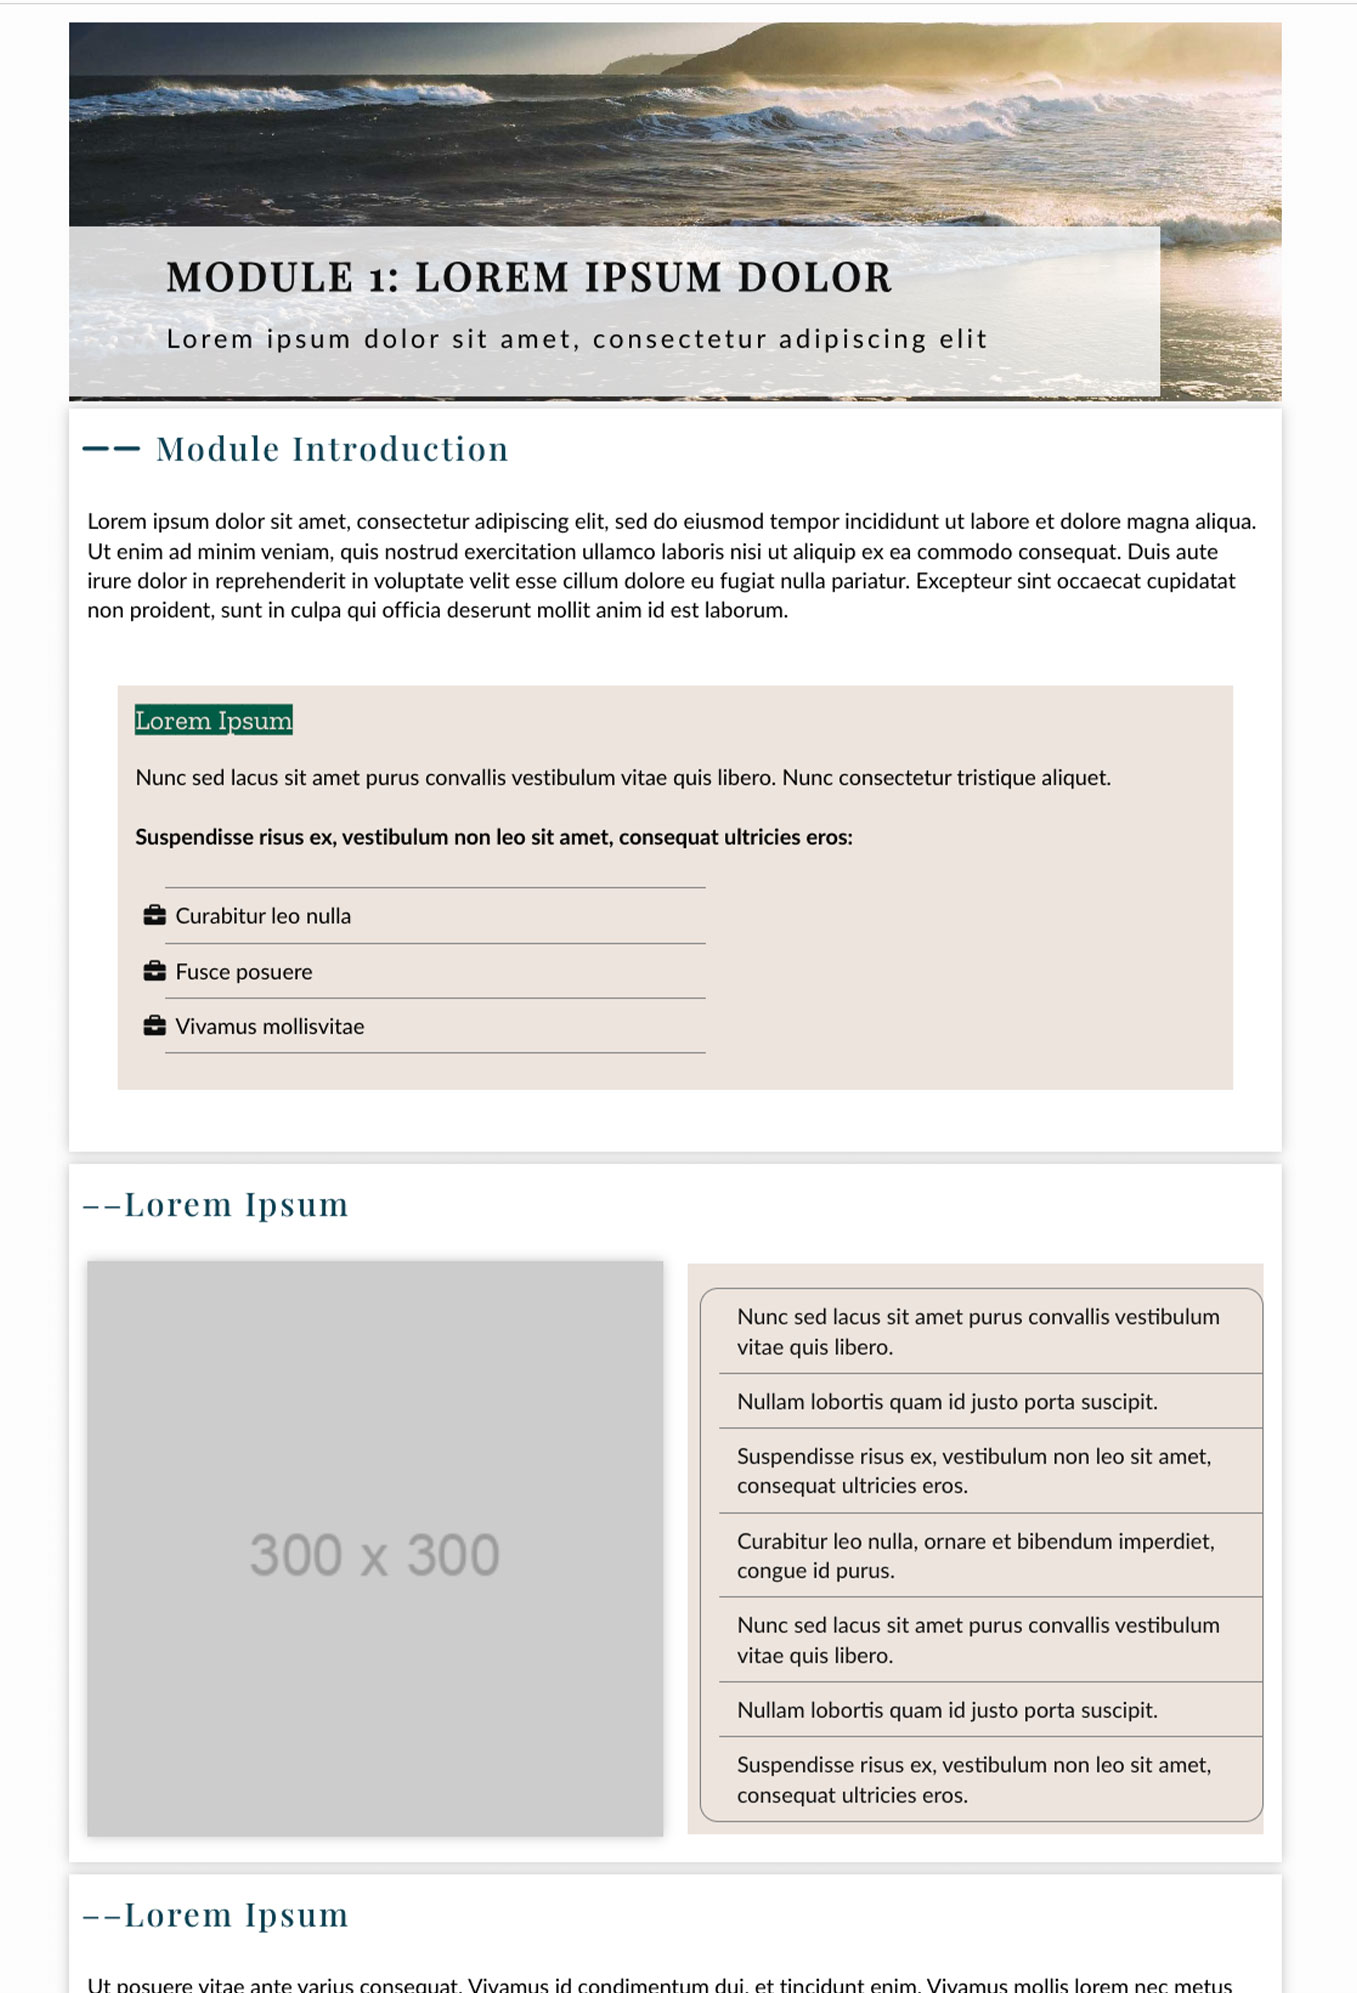 MODULE 1: LOREM IPSUM DOLOR
Lorem ipsum dolor sit amet, consectetur adipiscing elit
—— Module Introduction
Lorem ipsum dolor sit amet, consectetur adipiscing elit, sed do eiusmod tempor incididunt ut labore et dolore magna aliqua.
Ut enim ad minim veniam, quis nostrud exercitation ullamco laboris nisi ut aliquip ex ea commodo consequat. Duis aute
irure dolor in reprehenderit in voluptate velit esse cillum dolore eu fugiat nulla pariatur. Excepteur sint occaecat cupidatat
non proident, sunt in culpa qui officia deserunt mollit anim id est laborum.
Lorem Ipsum
Nunc sed lacus sit amet purus convallis vestibulum vitae quis libero. Nunc consectetur tristique aliquet.
Suspendisse risus ex, vestibulum non leo sit amet, consequat ultricies eros:
Curabitur leo nulla
Fusce posuere
Vivamus mollisvitae
––Lorem Ipsum
300 x 300
Nunc sed lacus sit amet purus convallis vestibulum
vitae quis libero.
Nullam lobortis quam id justo porta suscipit.
Suspendisse risus ex, vestibulum non leo sit amet,
consequat ultricies eros.
Curabitur leo nulla, ornare et bibendum imperdiet,
congue id purus.
Nunc sed lacus sit amet purus convallis vestibulum
vitae quis libero.
Nullam lobortis quam id justo porta suscipit.
Suspendisse risus ex, vestibulum non leo sit amet,
consequat ultricies eros.
––Lorem Ipsum
Ut posuere vitae ante varius consequat. Vivamus id condimentum dui, et tincidunt enim. Vivamus mollis lorem nec metus